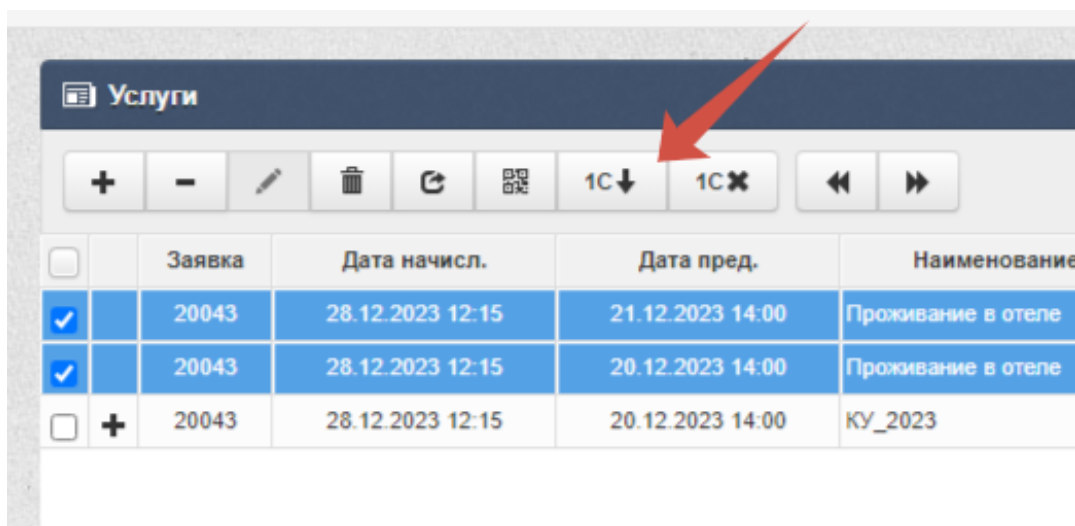 Услуги
1С 1С
Заявка Дата начисл. Дата пред. Наименование
20043 28.12.2023 12:15 21.12.2023 14:00 Проживание в отеле
20043 28.12.2023 12:15 20.12.2023 14:00 Проживание в отеле
20043 28.12.2023 12:15 20.12.2023 14:00 КУ_2023